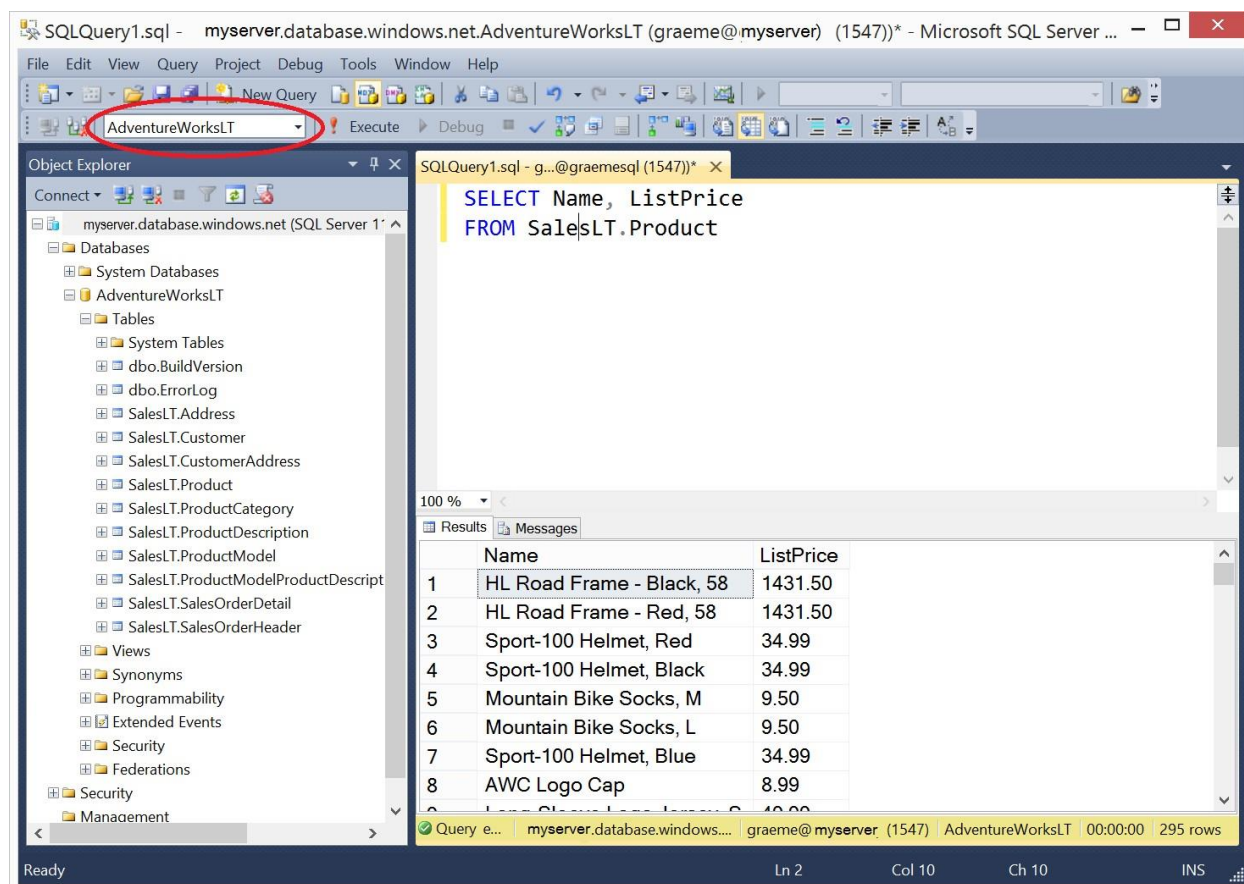 SQLQuery1.sql - myserver.database.windows.net.AdventureWorksLT (graeme@myserver) (1547))* - Microsoft SQL Server ...
File Edit View Query Project Debug Tools Window Help
New Query
AdventureWorksLT Execute Debug
Object Explorer
Connect
myserver.database.windows.net (SQL Server 1
Databases
System Databases
AdventureWorksLT
Tables
System Tables
dbo.BuildVersion
dbo.ErrorLog
SalesLT.Address
SalesLT.Customer
SalesLT.CustomerAddress
SalesLT.Product
SalesLT.ProductCategory
SalesLT.ProductDescription
SalesLT.ProductModel
SalesLT.ProductModelProductDescript
SalesLT.SalesOrderDetail
SalesLT.SalesOrderHeader
Views
Synonyms
Programmability
Extended Events
Security
Federations
Security
Management
SQLQuery1.sql - g...@graemesql (1547))*
SELECT Name, ListPrice
FROM SalesLT.Product
100 %
Results Messages
Name ListPrice
1 HL Road Frame - Black, 58 1431.50
2 HL Road Frame - Red, 58 1431.50
3 Sport-100 Helmet, Red 34.99
4 Sport-100 Helmet, Black 34.99
5 Mountain Bike Socks, M 9.50
6 Mountain Bike Socks, L 9.50
7 Sport-100 Helmet, Blue 34.99
8 AWC Logo Cap 8.99
Query e... myserver.database.windows.... graeme@myserver (1547) AdventureWorksLT 00:00:00 295 rows
Ready Ln 2 Col 10 Ch 10 INS